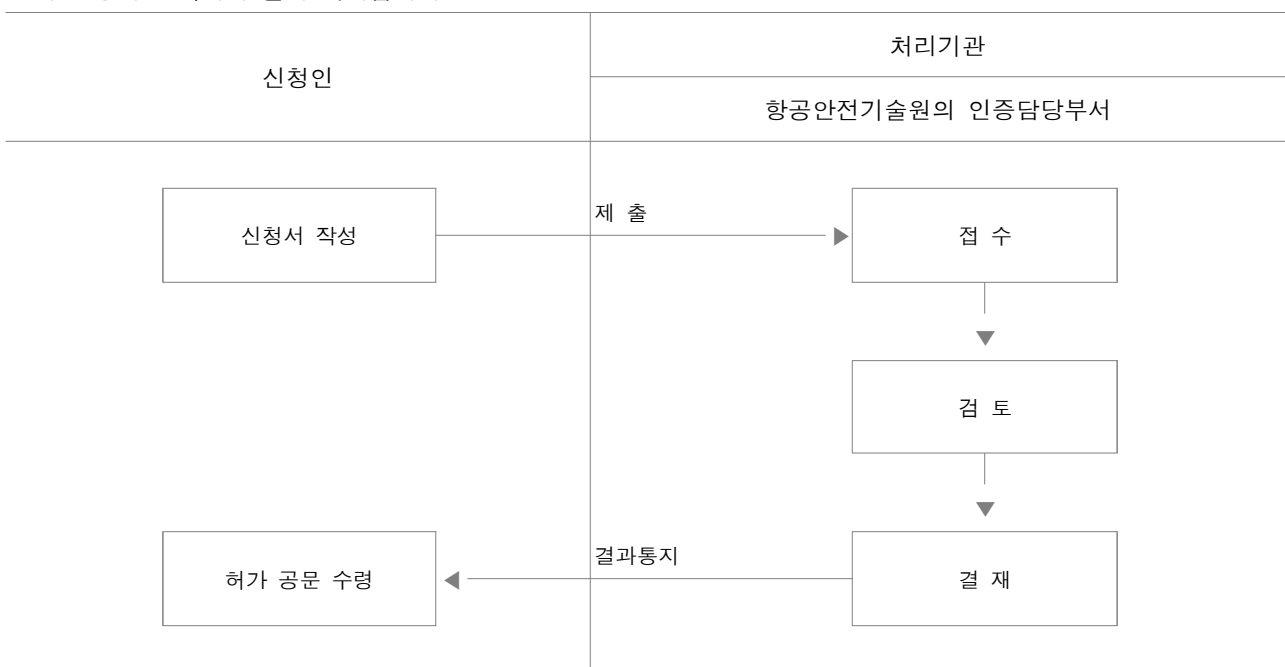 신청인
처리기관
항공안전기술원의 인증담당부서
신청서 작성
제 출
접 수
검 토
허가 공문 수령
결과통지
결 재